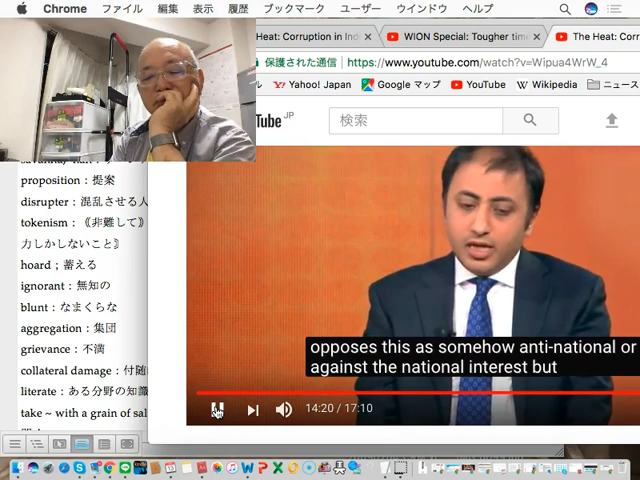 Chrome ファイル 編集 表示 履歴 ブックマーク ユーザー ウインドウ ヘルプ
Heat: Corruption in Ind
WION Special: Tougher time
The Heat: Corr
保護された通信 https://www.youtube.com/watch?v=Wipua4WrW_4
Yahoo! Japan Google マップ YouTube Wikipedia ニュース
Tube JP 検索
proposition：提案
disrupter：混乱させる人
tokenism：《非難して》
力しかしないこと》
hoard；蓄える
ignorant：無知の
blunt：なまくらな
aggregation：集団
grievance：不満
collateral damage：付随
literate：ある分野の知識
take ~ with a grain of sal
opposes this as somehow anti-national or
against the national interest but
14:20 / 17:10